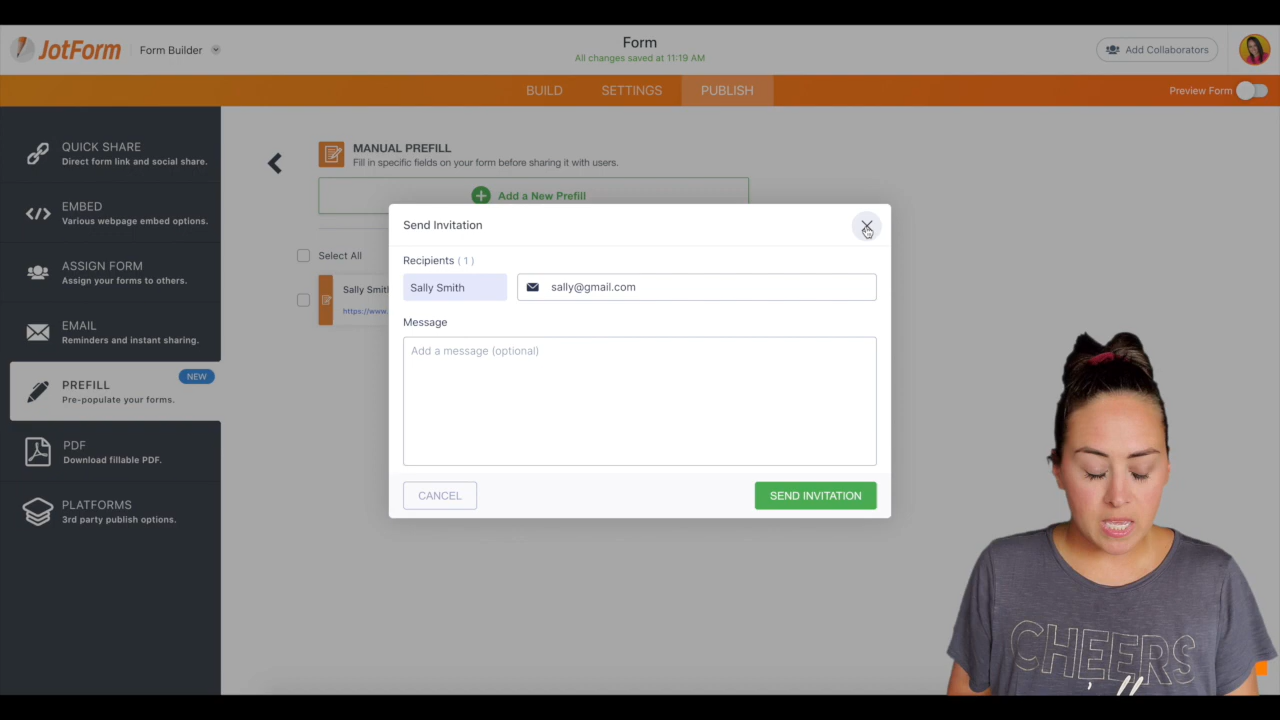 JotForm
Form Builder
Form
All changes saved at 11:19 AM
Add Collaborators
BUILD
SETTINGS
PUBLISH
Preview Form
QUICK SHARE
Direct form link and social share.
EMBED
Various webpage embed options.
ASSIGN FORM
Assign your forms to others.
EMAIL
Reminders and instant sharing.
PREFILL
NEW
Pre-populate your forms.
PDF
Download fillable PDF.
PLATFORMS
3rd party publish options.
MANUAL PREFILL
Fill in specific fields on your form before sharing it with users.
Add a New Prefill
Select All
Sally Smit
https://www.
Send Invitation
Recipients ( 1 )
Sally Smith
sally@gmail.com
Message
Add a message (optional)
CANCEL
SEND INVITATION
CHEERS